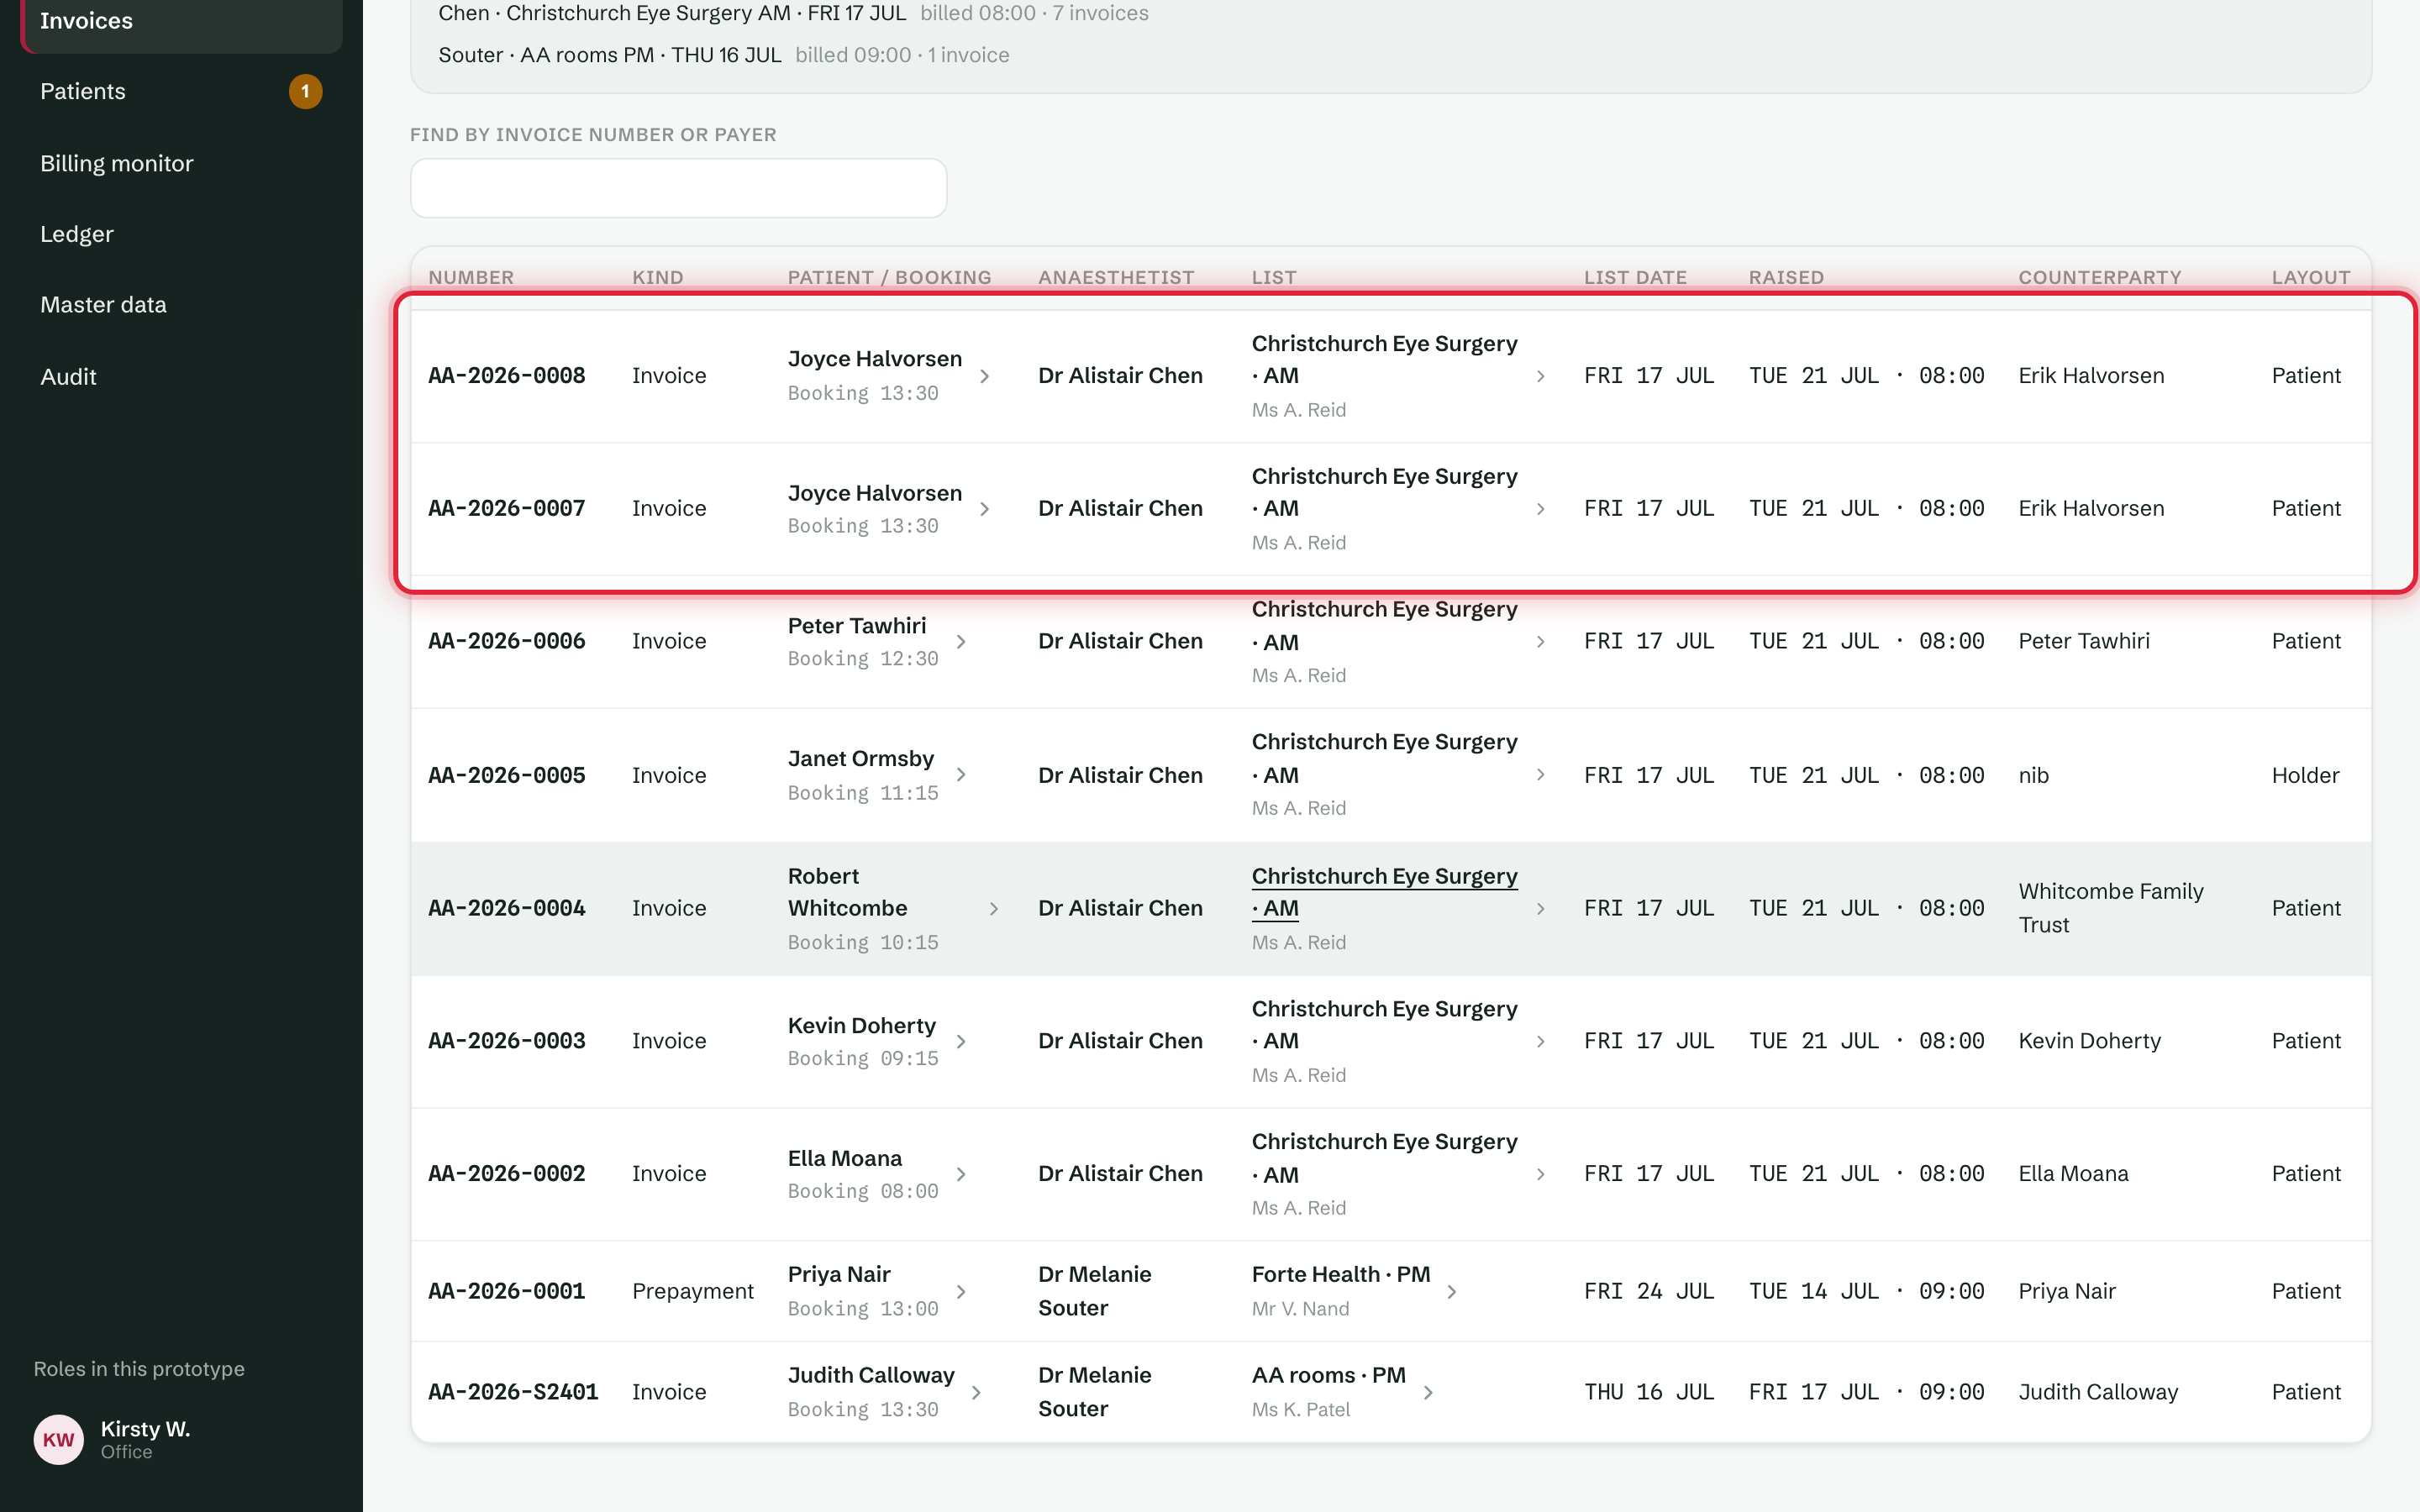 Invoices
Patients 1
Billing monitor
Ledger
Master data
Audit
Roles in this prototype
KW
Kirsty W.
Office
Chen · Christchurch Eye Surgery AM · FRI 17 JUL billed 08:00 · 7 invoices
Souter · AA rooms PM · THU 16 JUL billed 09:00 · 1 invoice
FIND BY INVOICE NUMBER OR PAYER
NUMBER KIND PATIENT / BOOKING ANAESTHETIST LIST LIST DATE RAISED COUNTERPARTY LAYOUT
AA-2026-0008 Invoice Joyce Halvorsen Dr Alistair Chen Christchurch Eye Surgery FRI 17 JUL TUE 21 JUL · 08:00 Erik Halvorsen Patient
Booking 13:30 · AM
Ms A. Reid
AA-2026-0007 Invoice Joyce Halvorsen Dr Alistair Chen Christchurch Eye Surgery FRI 17 JUL TUE 21 JUL · 08:00 Erik Halvorsen Patient
Booking 13:30 · AM
Ms A. Reid
AA-2026-0006 Invoice Peter Tawhiri Dr Alistair Chen Christchurch Eye Surgery FRI 17 JUL TUE 21 JUL · 08:00 Peter Tawhiri Patient
Booking 12:30 · AM
Ms A. Reid
AA-2026-0005 Invoice Janet Ormsby Dr Alistair Chen Christchurch Eye Surgery FRI 17 JUL TUE 21 JUL · 08:00 nib Holder
Booking 11:15 · AM
Ms A. Reid
AA-2026-0004 Invoice Robert Dr Alistair Chen Christchurch Eye Surgery FRI 17 JUL TUE 21 JUL · 08:00 Whitcombe Family Patient
Whitcombe · AM Trust
Booking 10:15 Ms A. Reid
AA-2026-0003 Invoice Kevin Doherty Dr Alistair Chen Christchurch Eye Surgery FRI 17 JUL TUE 21 JUL · 08:00 Kevin Doherty Patient
Booking 09:15 · AM
Ms A. Reid
AA-2026-0002 Invoice Ella Moana Dr Alistair Chen Christchurch Eye Surgery FRI 17 JUL TUE 21 JUL · 08:00 Ella Moana Patient
Booking 08:00 · AM
Ms A. Reid
AA-2026-0001 Prepayment Priya Nair Dr Melanie Forte Health · PM FRI 24 JUL TUE 14 JUL · 09:00 Priya Nair Patient
Booking 13:00 Souter Mr V. Nand
AA-2026-S2401 Invoice Judith Calloway Dr Melanie AA rooms · PM THU 16 JUL FRI 17 JUL · 09:00 Judith Calloway Patient
Booking 13:30 Souter Ms K. Patel